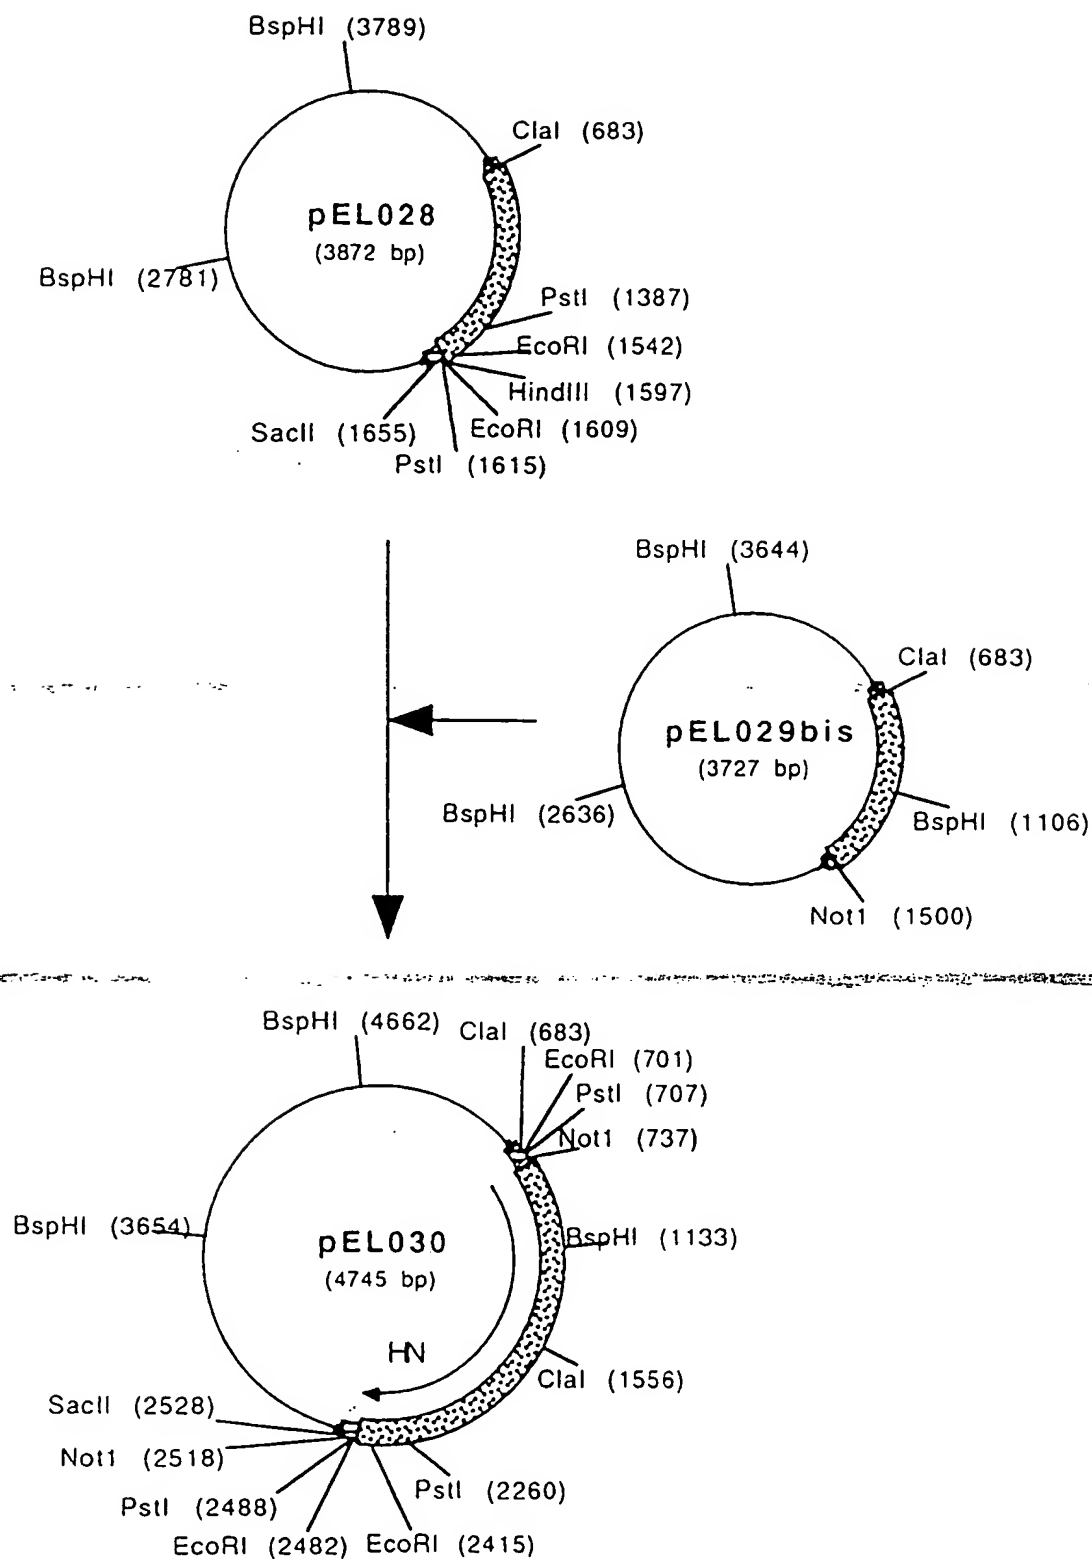 BspHI (3789)
ClaI (683)
pEL028
(3872 bp)
BspHI (2781)
PstI (1387)
EcoRI (1542)
HindIII (1597)
SacII (1655)
EcoRI (1609)
PstI (1615)
BspHI (3644)
ClaI (683)
pEL029bis
(3727 bp)
BspHI (2636)
BspHI (1106)
Not1 (1500)
BspHI (4662)
ClaI (683)
EcoRI (701)
PstI (707)
Not1 (737)
BspHI (3654)
pEL030
(4745 bp)
BspHI (1133)
HN
ClaI (1556)
SacII (2528)
Not1 (2518)
PstI (2260)
PstI (2488)
EcoRI (2482)
EcoRI (2415)